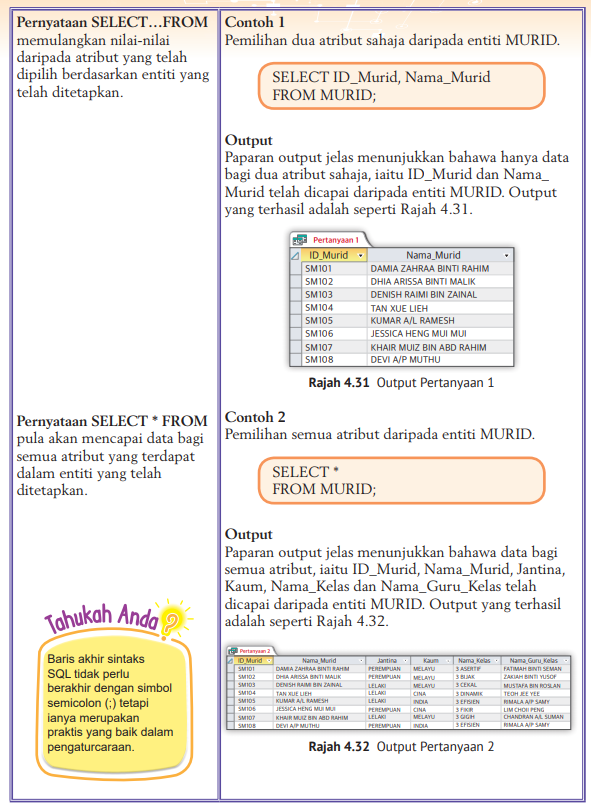 Pernyataan SELECT...FROM
memulangkan nilai-nilai
daripada atribut yang telah
dipilih berdasarkan entiti yang
telah ditetapkan.
Contoh 1
Pemilihan dua atribut sahaja daripada entiti MURID.
SELECT ID_Murid, Nama_Murid
FROM MURID;
Output
Paparan output jelas menunjukkan bahawa hanya data
bagi dua atribut sahaja, iaitu ID_Murid dan Nama_
Murid telah dicapai daripada entiti MURID. Output
yang terhasil adalah seperti Rajah 4.31.
Pertanyaan 1
ID_Murid Nama_Murid
SM101 DAMIA ZAHRAA BINTI RAHIM
SM102 DHIA ARISSA BINTI MALIK
SM103 DENISH RAIMI BIN ZAINAL
SM104 TAN XUE LIEH
SM105 KUMAR A/L RAMESH
SM106 JESSICA HENG MUI MUI
SM107 KHAIR MUIZ BIN ABD RAHIM
SM108 DEVI A/P MUTHU
Rajah 4.31 Output Pertanyaan 1
Pernyataan SELECT * FROM
pula akan mencapai data bagi
semua atribut yang terdapat
dalam entiti yang telah
ditetapkan.
Contoh 2
Pemilihan semua atribut daripada entiti MURID.
SELECT *
FROM MURID;
Output
Paparan output jelas menunjukkan bahawa data bagi
semua atribut, iaitu ID_Murid, Nama_Murid, Jantina,
Kaum, Nama_Kelas dan Nama_Guru_Kelas telah
dicapai daripada entiti MURID. Output yang terhasil
adalah seperti Rajah 4.32.
Pertanyaan 2
ID_Murid Nama_Murid Jantina Kaum Nama_Kelas Nama_Guru_Kelas
SM101 DAMIA ZAHRAA BINTI RAHIM PEREMPUAN MELAYU 3 ASERTIF FATIMAH BINTI SEMAN
SM102 DHIA ARISSA BINTI MALIK PEREMPUAN MELAYU 3 BIJAK ZAKIAH BINTI YUSOF
SM103 DENISH RAIMI BIN ZAINAL LELAKI MELAYU 3 CEKAL MUSTAFA BIN ROSLAN
SM104 TAN XUE LIEH LELAKI CINA 3 DINAMIK TEOH JEE YEE
SM105 KUMAR A/L RAMESH LELAKI INDIA 3 EFISIEN RIMALA A/P SAMY
SM106 JESSICA HENG MUI MUI PEREMPUAN CINA 3 FIKIR LIM CHOII PENG
SM107 KHAIR MUIZ BIN ABD RAHIM LELAKI MELAYU 3 GIGIH CHANDRAN A/L SUMAN
SM108 DEVI A/P MUTHU PEREMPUAN INDIA 3 EFISIEN RIMALA A/P SAMY
Rajah 4.32 Output Pertanyaan 2
Tahukah Anda
?
Baris akhir sintaks
SQL tidak perlu
berakhir dengan simbol
semicolon (;) tetapi
ianya merupakan
praktis yang baik dalam
pengaturcaraan.